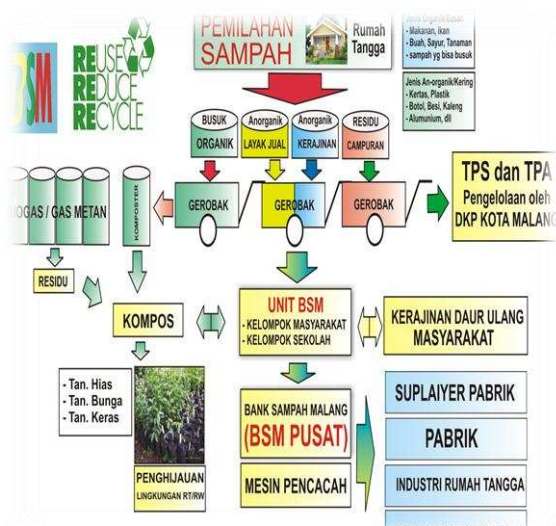 BSM
REUSE
REDUCE
RECYCLE
PEMILAHAN
SAMPAH
Rumah
Tangga
Jenis Organik/Basah
- Makanan, ikan
- Buah, Sayur, Tanaman
- sampah yg bisa busuk
Jenis An-organik/Kering
- Kertas, Plastik
- Botol, Besi, Kaleng
- Alumunium, dll
BUSUK
ORGANIK
Anorganik
LAYAK JUAL
Anorganik
KERAJINAN
RESIDU
CAMPURAN
OGAS / GAS METAN
KOMPOSTER
GEROBAK
GEROBAK
GEROBAK
TPS dan TPA
Pengelolaan oleh
DKP KOTA MALANG
RESIDU
KOMPOS
UNIT BSM
- KELOMPOK MASYARAKAT
- KELOMPOK SEKOLAH
KERAJINAN DAUR ULANG
MASYARAKAT
- Tan. Hias
- Tan. Bunga
- Tan. Keras
PENGHIJAUAN
LINGKUNGAN RT/RW
BANK SAMPAH MALANG
(BSM PUSAT)
MESIN PENCACAH
SUPLAIYER PABRIK
PABRIK
INDUSTRI RUMAH TANGGA